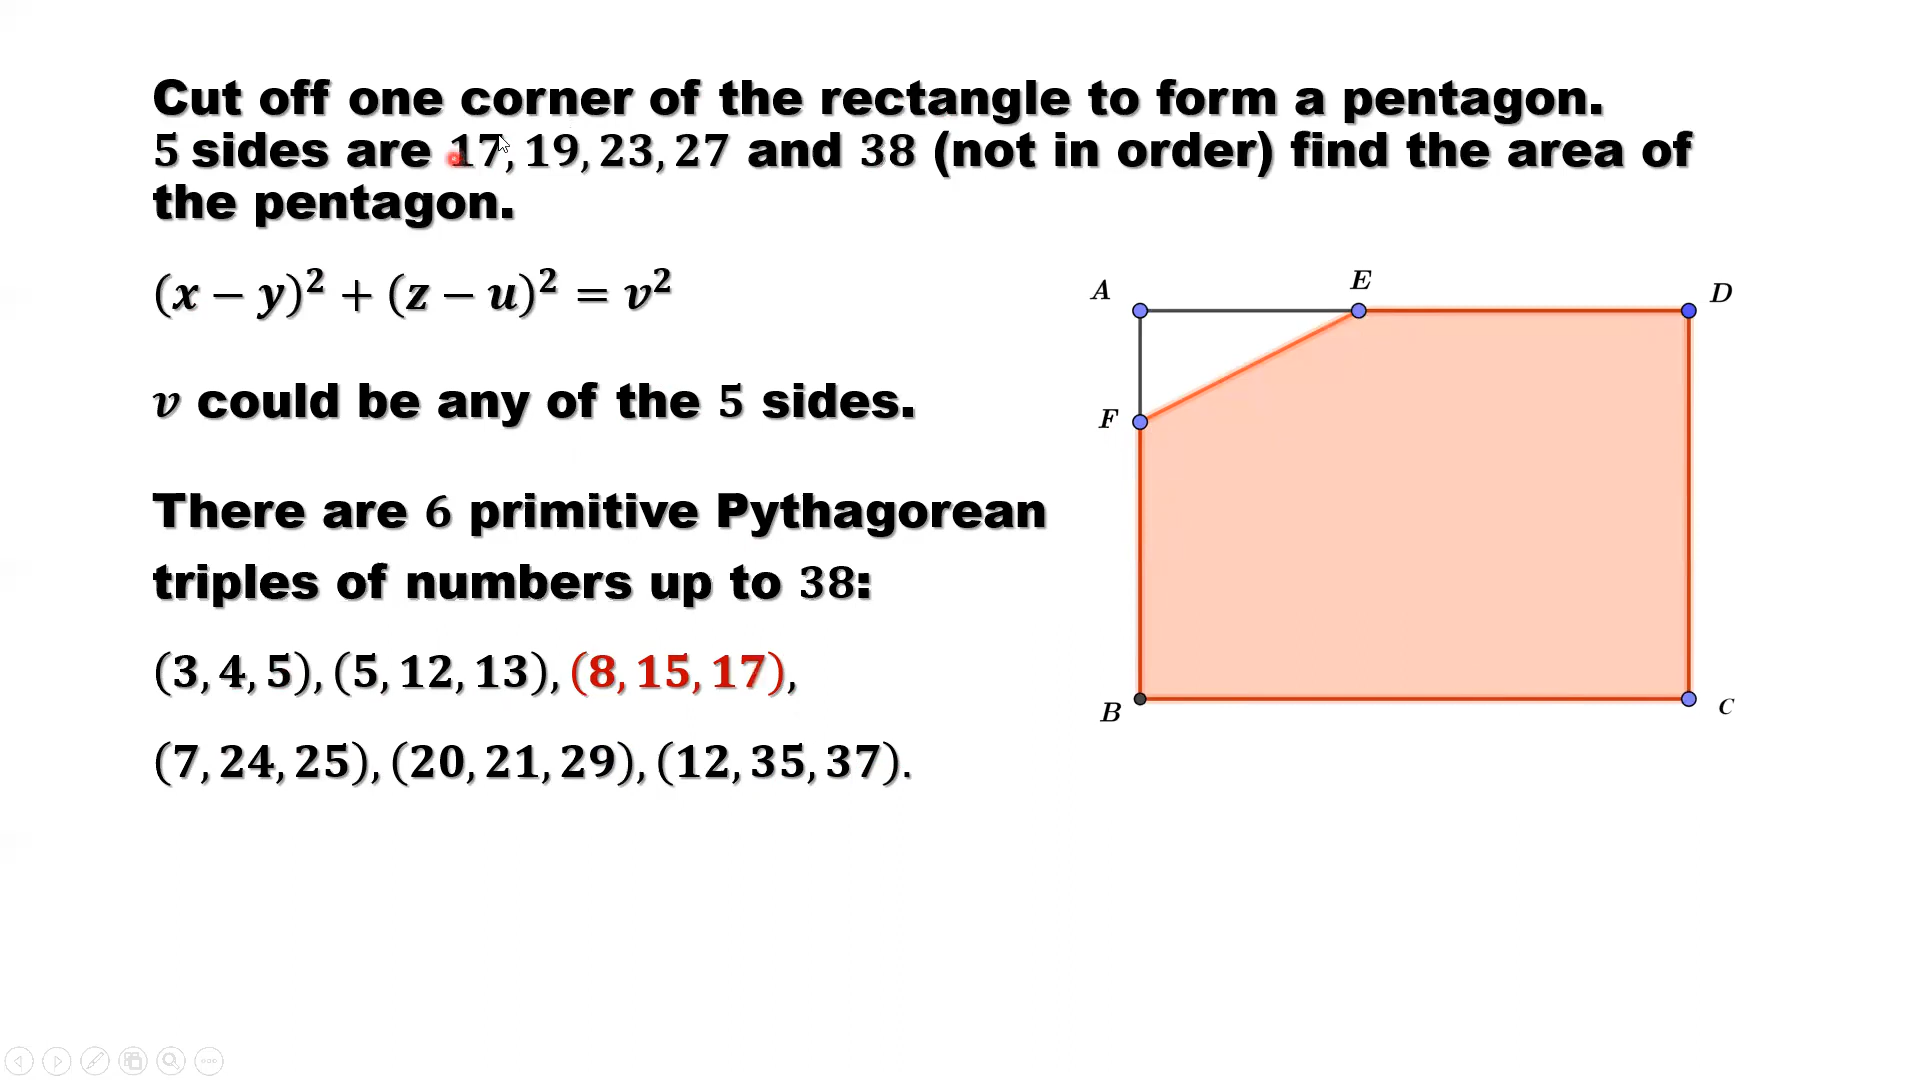 Cut off one corner of the rectangle to form a pentagon.
5 sides are 17, 19, 23, 27 and 38 (not in order) find the area of
the pentagon.
(x − y)² + (z − u)² = v²
v could be any of the 5 sides.
There are 6 primitive Pythagorean
triples of numbers up to 38:
(3, 4, 5), (5, 12, 13), (8, 15, 17),
(7, 24, 25), (20, 21, 29), (12, 35, 37).
A
E
D
F
B
C